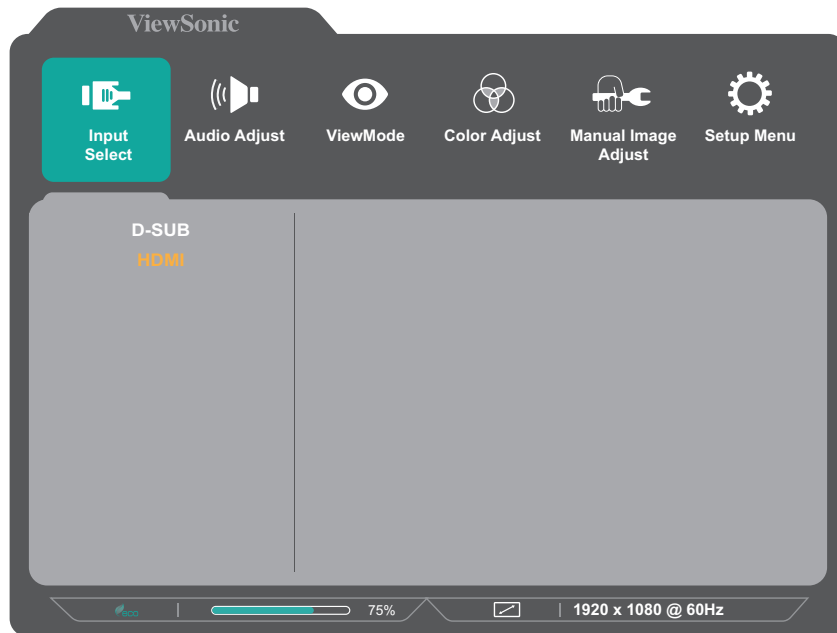 ViewSonic
Input
Select
Audio Adjust
ViewMode
Color Adjust
Manual Image
Adjust
Setup Menu
D-SUB
HDMI
eco
75%
1920 x 1080 @ 60Hz